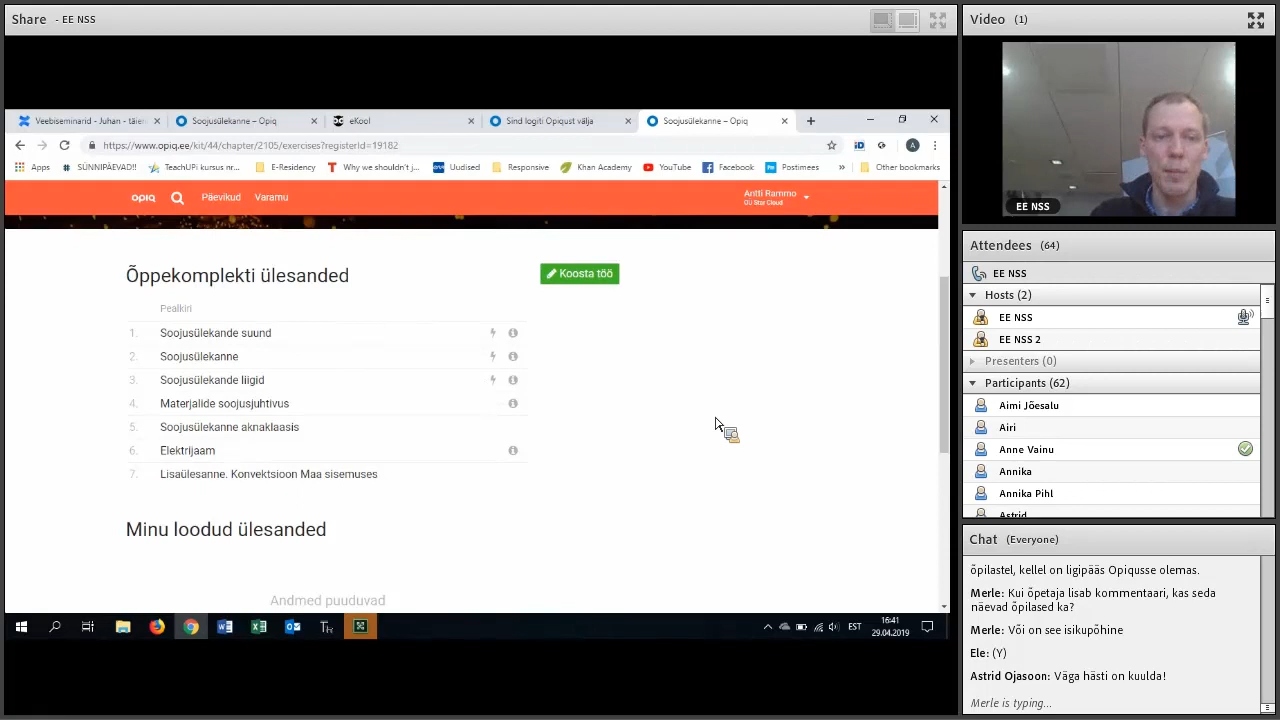 Share - EE NSS
Veebiseminarid - Juhan - täien
Soojusülekanne – Opiq
eKool
Sind logiti Opiqust välja
Soojusülekanne – Opiq
https://www.opiq.ee/kit/44/chapter/2105/exercises?registerId=19182
Apps
SÜNNIPÄEVAD!!
TeachUPi kursus nr...
E-Residency
Why we shouldn't j...
Uudised
Responsive
Khan Academy
YouTube
Facebook
Postimees
Other bookmarks
opiq
Päevikud
Varamu
Antti Rammo
OÜ Star Cloud
Õppekomplekti ülesanded
Koosta töö
Pealkiri
1. Soojusülekande suund
2. Soojusülekanne
3. Soojusülekande liigid
4. Materjalide soojusjuhtivus
5. Soojusülekanne aknaklaasis
6. Elektrijaam
7. Lisaülesanne. Konvektsioon Maa sisemuses
Minu loodud ülesanded
Andmed puuduvad
EST
16:41
29.04.2019
Video (1)
EE NSS
Attendees (64)
EE NSS
Hosts (2)
EE NSS
EE NSS 2
Presenters (0)
Participants (62)
Aimi Jõesalu
Airi
Anne Vainu
Annika
Annika Pihl
Astrid
Chat (Everyone)
õpilastel, kellel on ligipääs Opiqusse olemas.
Merle: Kui õpetaja lisab kommentaari, kas seda
näevad õpilased ka?
Merle: Või on see isikupõhine
Ele: (Y)
Astrid Ojasoon: Väga hästi on kuulda!
Merle is typing...